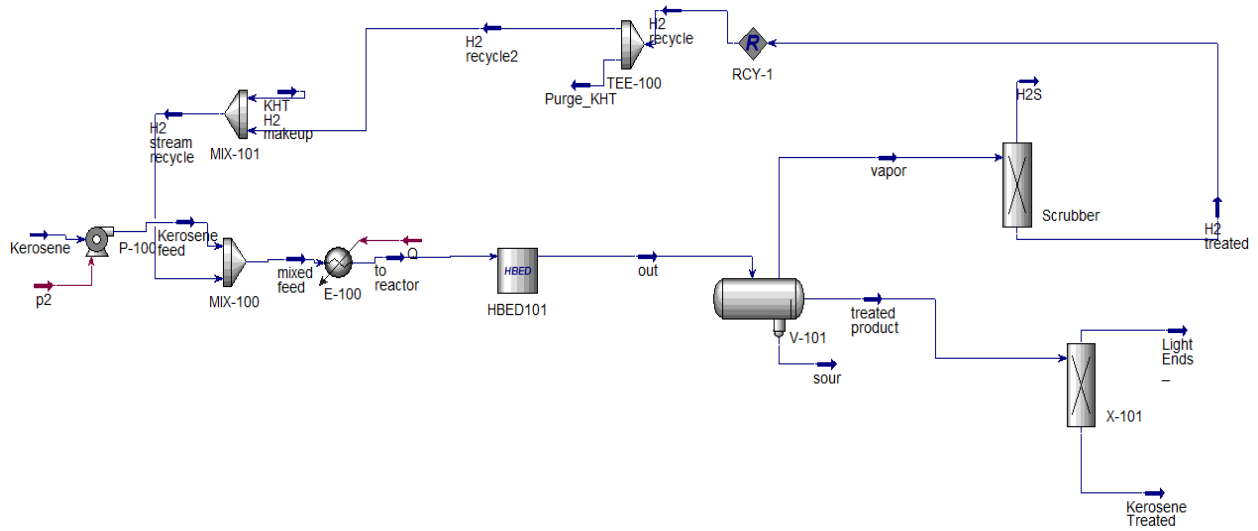 H2
recycle
R
RCY-1
H2
recycle2
TEE-100
Purge_KHT
KHT
H2
makeup
H2
stream
recycle
MIX-101
H2S
vapor
Scrubber
H2
treated
Kerosene
P-100
Kerosene
feed
p2
MIX-100
mixed
feed
E-100
Q
to
reactor
HBED
HBED101
out
V-101
treated
product
sour
Light
Ends
_
X-101
Kerosene
Treated